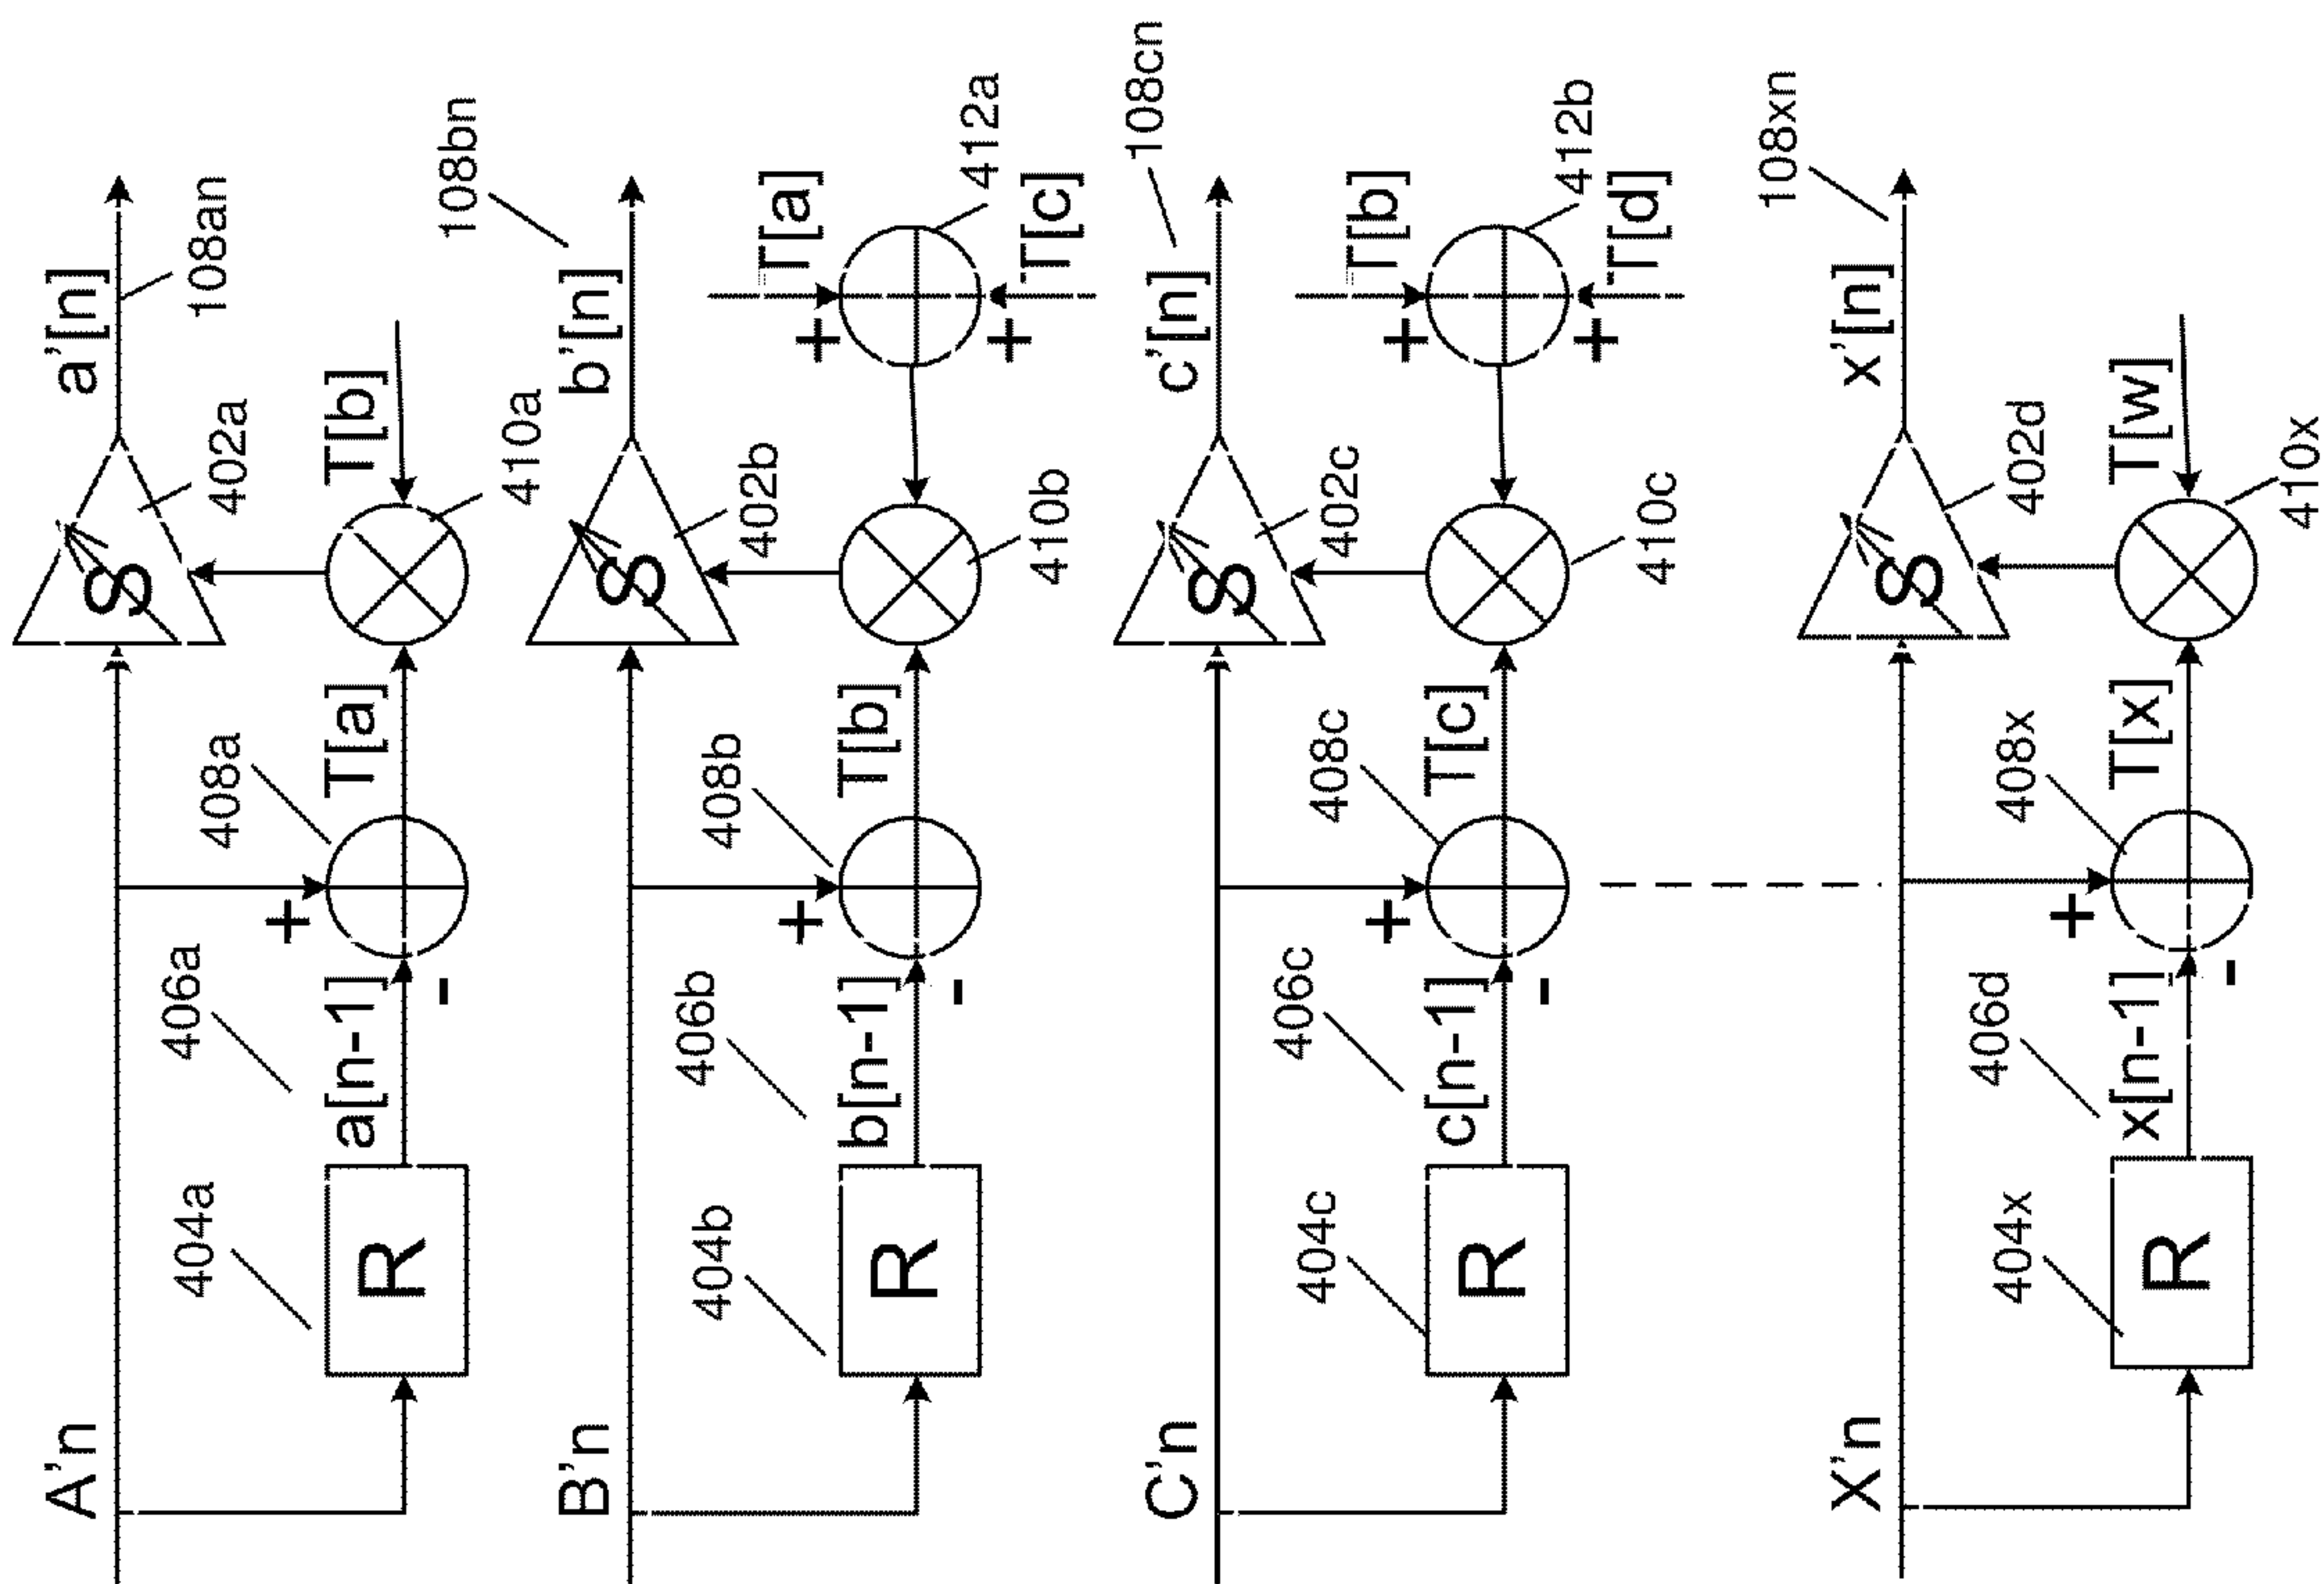 A'n
404a
R
406a
a[n-1]
-
+
408a
T[a]
S
402a
T[b]
410a
a'[n]
108an
B'n
404b
R
406b
b[n-1]
-
+
408b
T[b]
S
402b
410b
b'[n]
108bn
T[a]
+
412a
+
T[c]
C'n
404c
R
406c
c[n-1]
-
+
408c
T[c]
S
402c
410c
c'[n]
108cn
T[b]
+
412b
+
T[d]
X'n
404x
R
406d
x[n-1]
-
+
408x
T[x]
S
402d
T[w]
410x
x'[n]
108xn